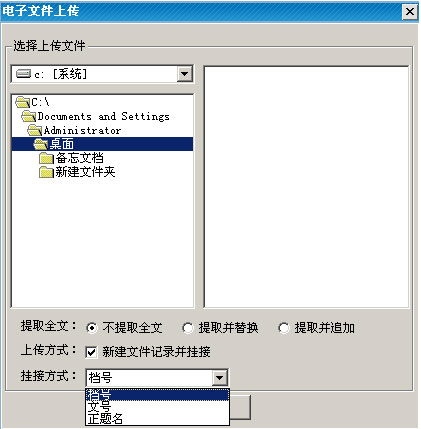 电子文件上传
选择上传文件
c: [系统]
C:\
Documents and Settings
Administrator
桌面
备忘文档
新建文件夹
提取全文： 不提取全文 提取并替换 提取并追加
上传方式： 新建文件记录并挂接
挂接方式： 档号
档号
文号
正题名